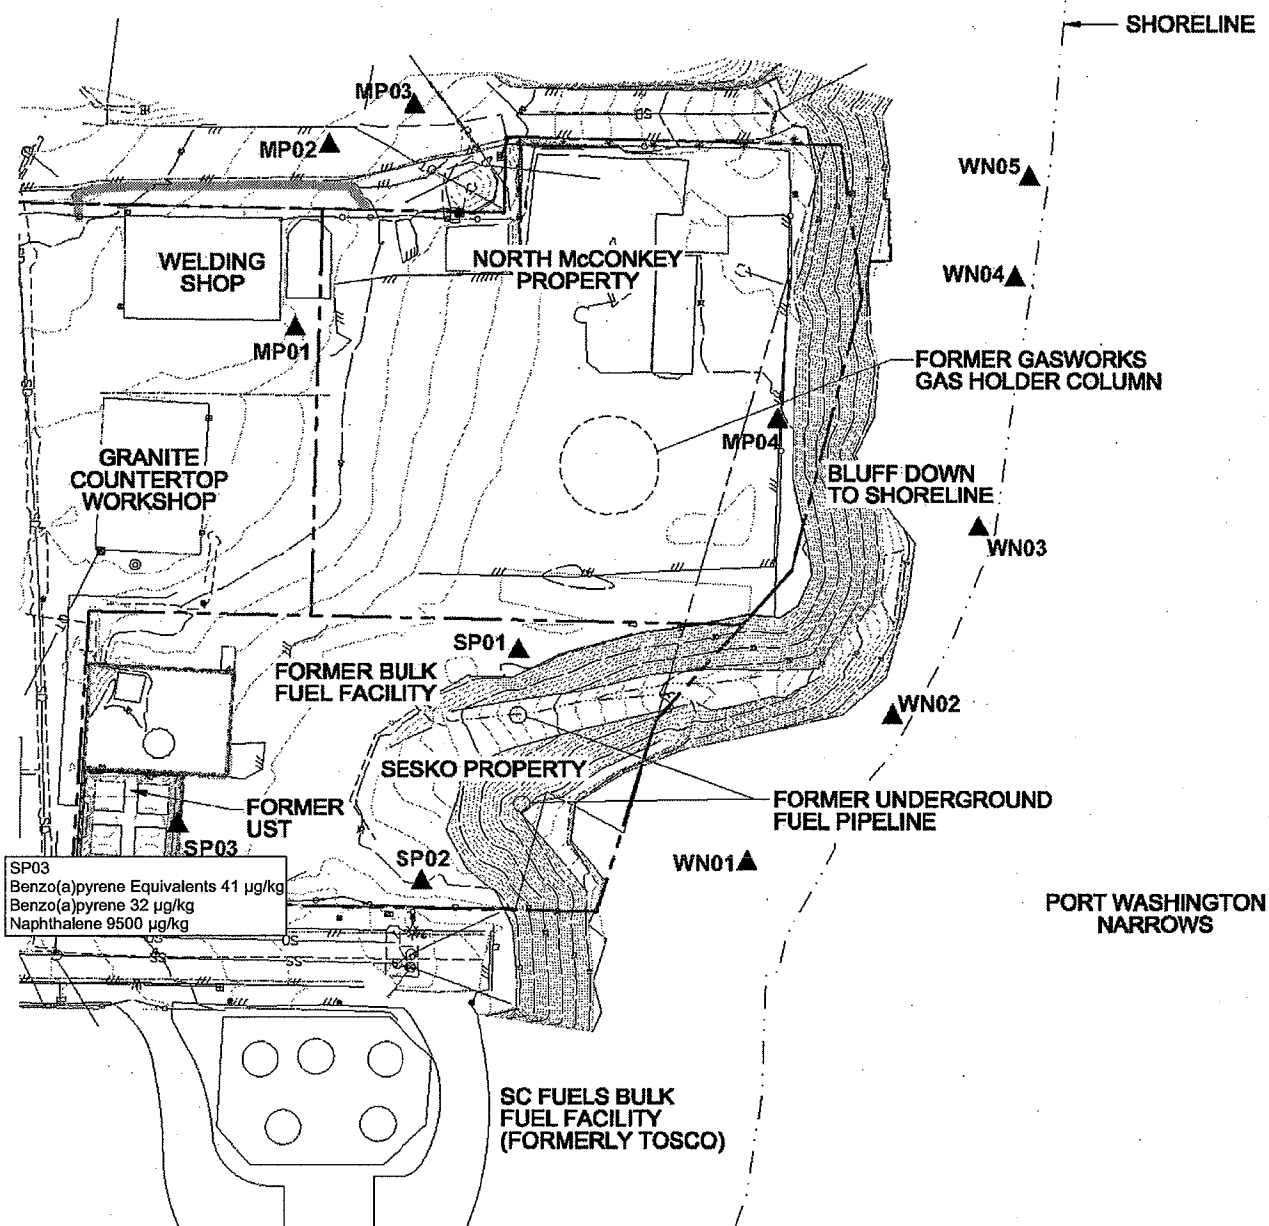 SHORELINE
MP03
MP02
WN05
WELDING
SHOP
NORTH McCONKEY
PROPERTY
WN04
MP01
FORMER GASWORKS
GAS HOLDER COLUMN
MP04
GRANITE
COUNTERTOP
WORKSHOP
BLUFF DOWN
TO SHORELINE
WN03
SP01
FORMER BULK
FUEL FACILITY
WN02
SESKO PROPERTY
FORMER
UST
FORMER UNDERGROUND
FUEL PIPELINE
SP03
SP02
WN01
SP03
Benzo(a)pyrene Equivalents 41 µg/kg
Benzo(a)pyrene 32 µg/kg
Naphthalene 9500 µg/kg
PORT WASHINGTON
NARROWS
SS
SS
SC FUELS BULK
FUEL FACILITY
(FORMERLY TOSCO)